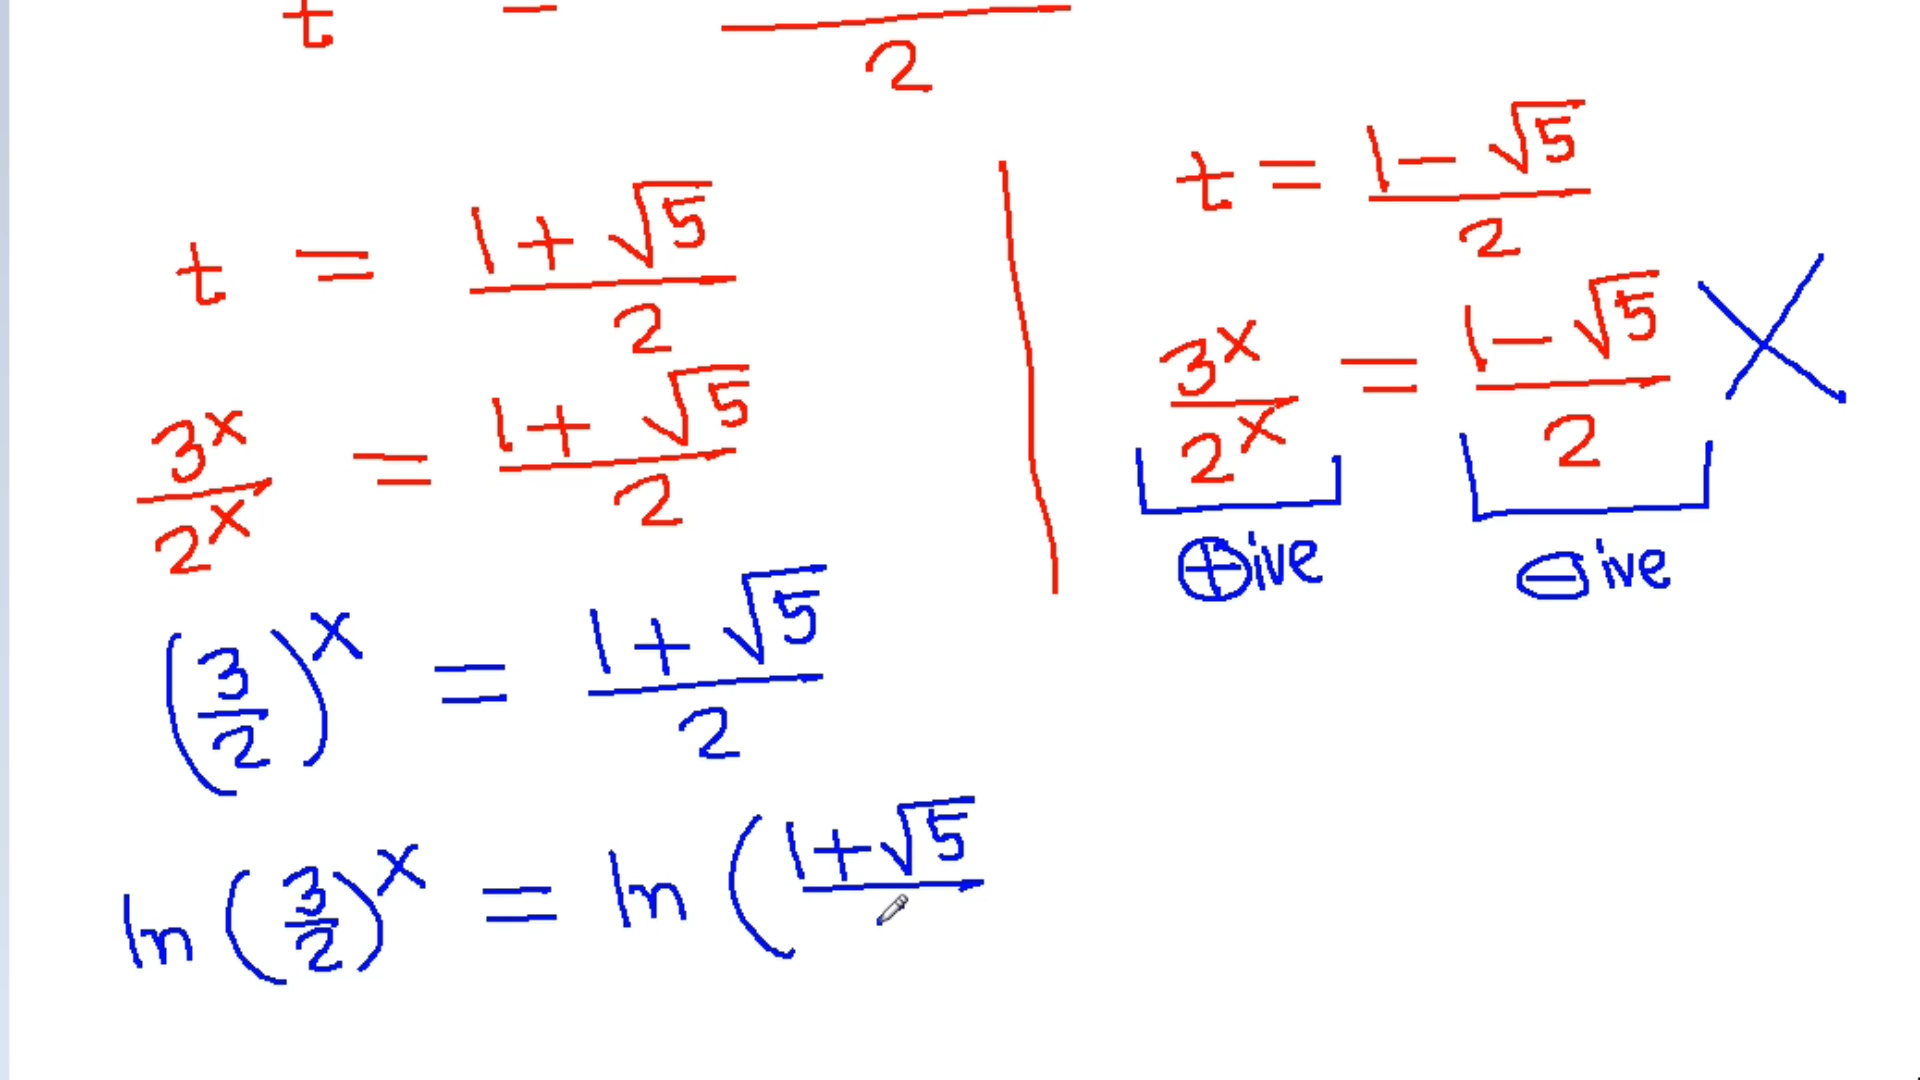 t = ―
2
t = (1 + √5)/2
3^x/2^x = (1 + √5)/2
(3/2)^x = (1 + √5)/2
ln (3/2)^x = ln ((1+√5)/
t = (1 − √5)/2
3^x/2^x = (1 − √5)/2 ×
⊕ive ⊖ive